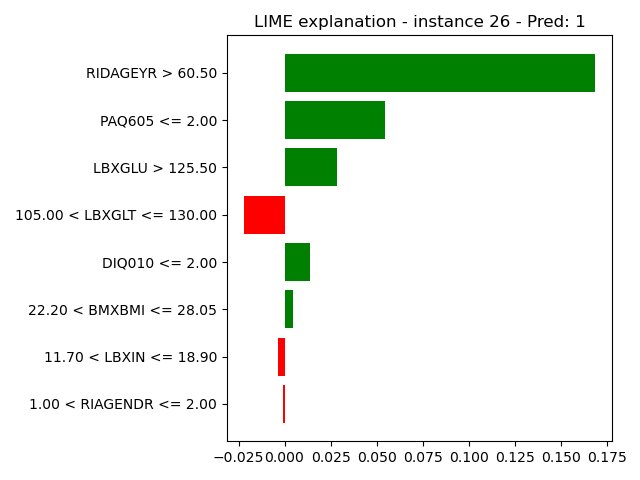 LIME explanation - instance 26 - Pred: 1
RIDAGEYR > 60.50
PAQ605 <= 2.00
LBXGLU > 125.50
105.00 < LBXGLT <= 130.00
DIQ010 <= 2.00
22.20 < BMXBMI <= 28.05
11.70 < LBXIN <= 18.90
1.00 < RIAGENDR <= 2.00
−0.025 0.000 0.025 0.050 0.075 0.100 0.125 0.150 0.175